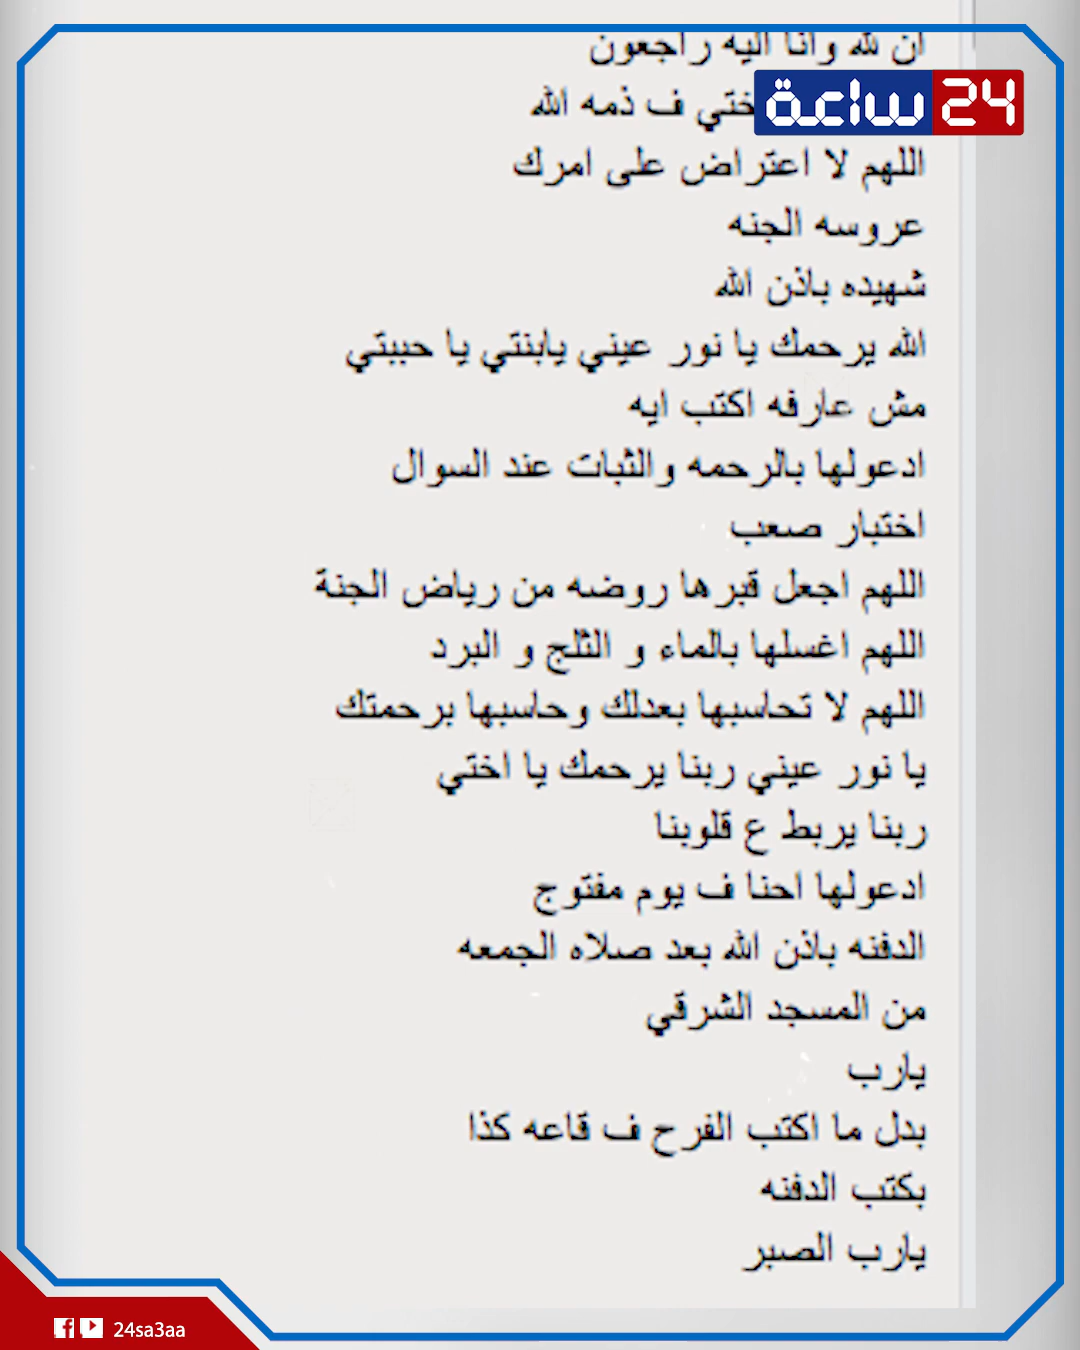 ان لله وانا اليه راجعون
ختي ف ذمه الله
24 ساعة
اللهم لا اعتراض على امرك
عروسه الجنه
شهيده باذن الله
الله يرحمك يا نور عيني يابنتي يا حببتي
مش عارفه اكتب ايه
ادعولها بالرحمه والثبات عند السوال
اختبار صعب
اللهم اجعل قبرها روضه من رياض الجنة
اللهم اغسلها بالماء و الثلج و البرد
اللهم لا تحاسبها بعدلك وحاسبها برحمتك
يا نور عيني ربنا يرحمك يا اختي
ربنا يربط ع قلوبنا
ادعولها احنا ف يوم مفتوج
الدفنه باذن الله بعد صلاه الجمعه
من المسجد الشرقي
يارب
بدل ما اكتب الفرح ف قاعه كذا
بكتب الدفنه
يارب الصبر
24sa3aa